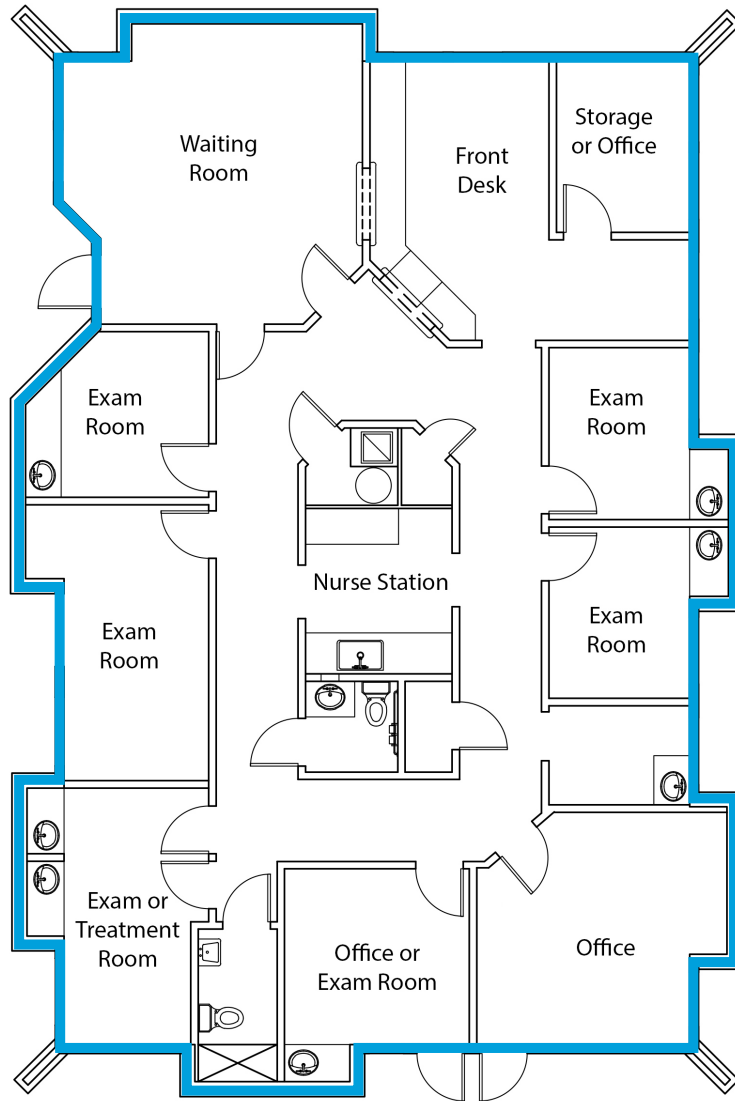 Waiting
Room
Front
Desk
Storage
or Office
Exam
Room
Exam
Room
Nurse Station
Exam
Room
Exam
Room
Exam or
Treatment
Room
Office or
Exam Room
Office